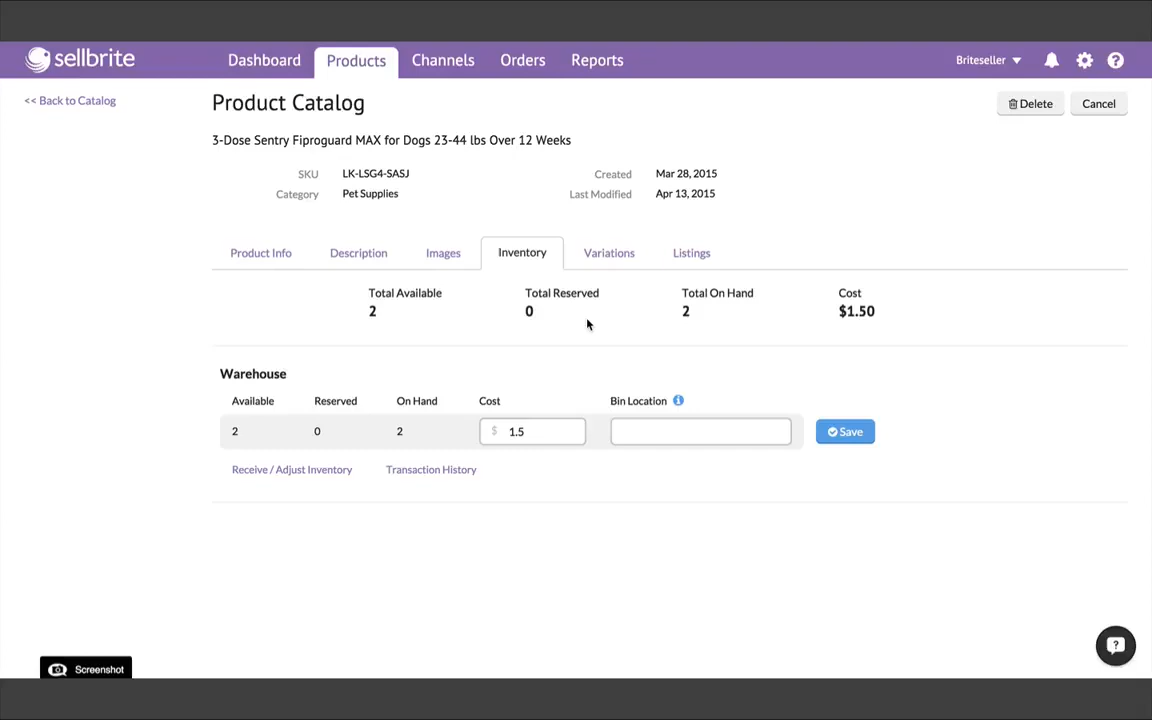 sellbrite Dashboard Products Channels Orders Reports Briteseller
<< Back to Catalog Product Catalog Delete Cancel
3-Dose Sentry Fiproguard MAX for Dogs 23-44 lbs Over 12 Weeks
SKU LK-LSG4-SASJ Created Mar 28, 2015
Category Pet Supplies Last Modified Apr 13, 2015
Product Info Description Images Inventory Variations Listings
Total Available Total Reserved Total On Hand Cost
2 0 2 $1.50
Warehouse
Available Reserved On Hand Cost Bin Location
2 0 2 $ 1.5 Save
Receive / Adjust Inventory Transaction History
Screenshot